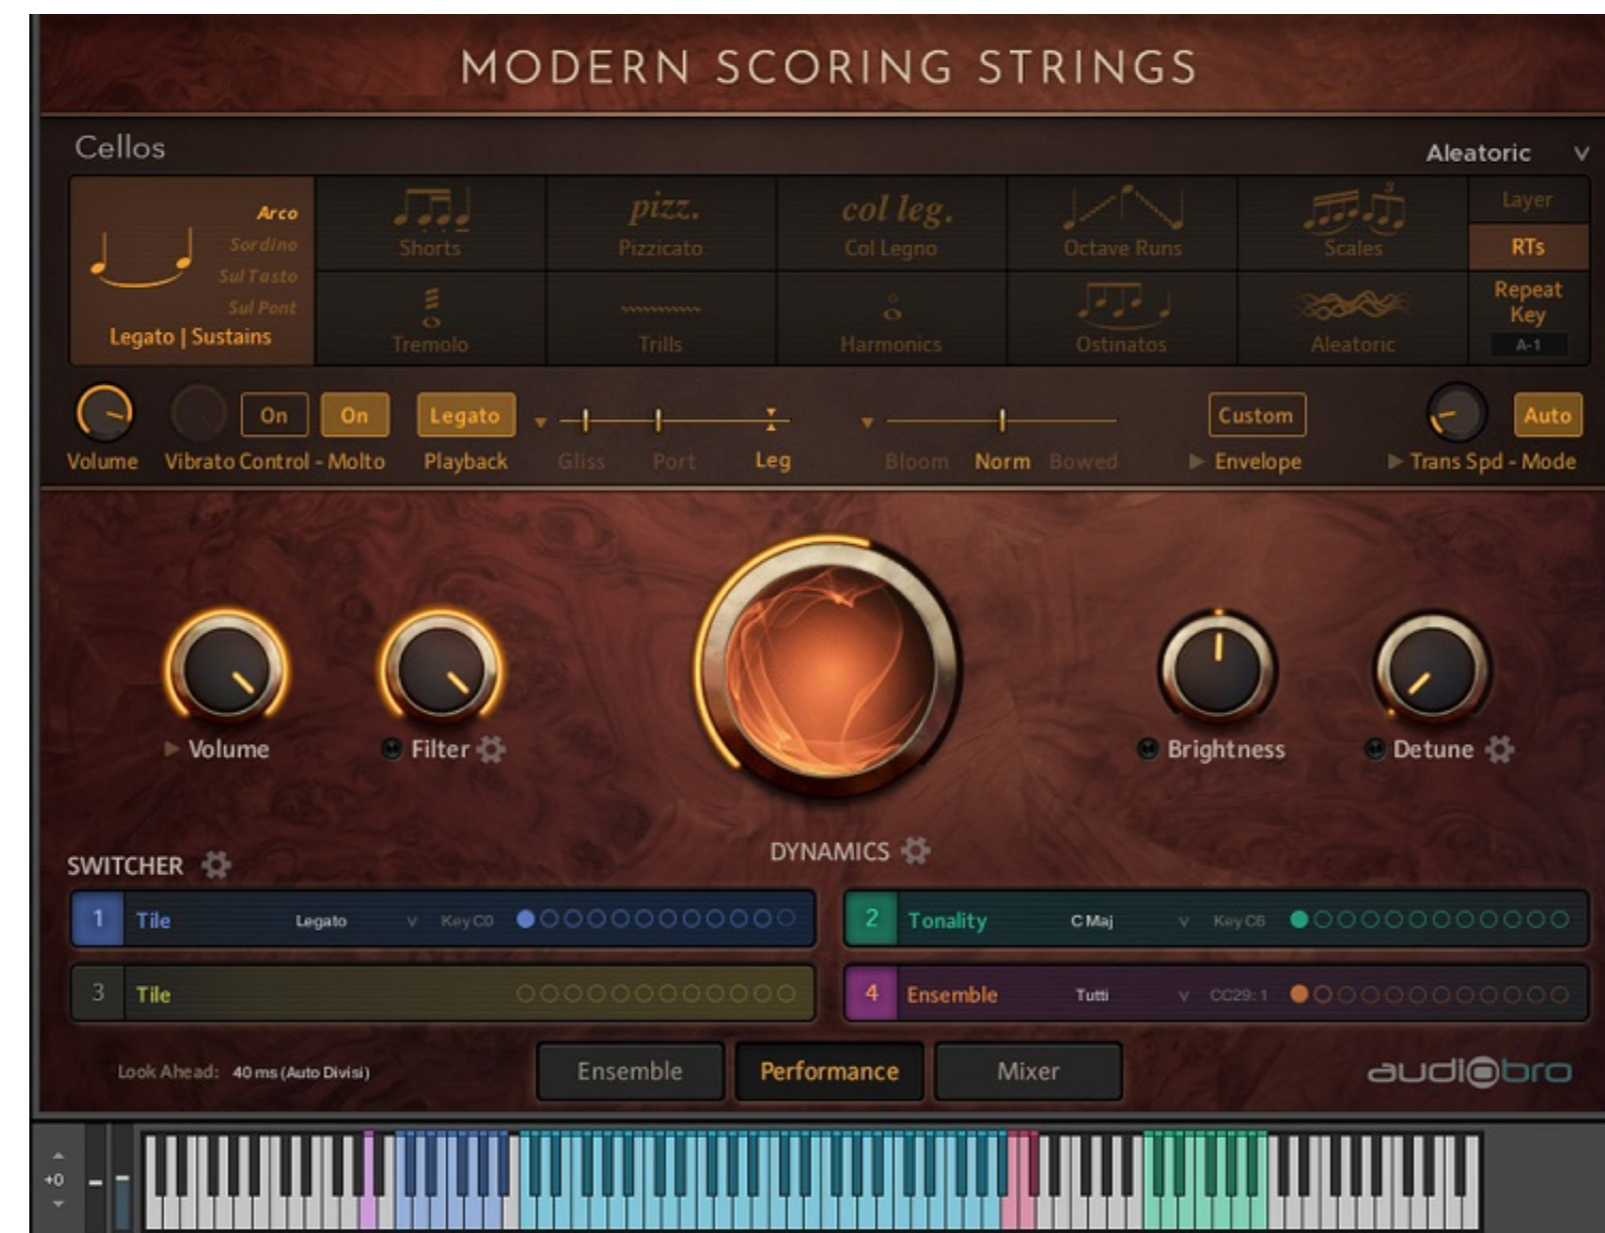 MODERN SCORING STRINGS
Cellos
Aleatoric
Arco
Sordino
Sul Tasto
Sul Pont
Legato | Sustains
Shorts
pizz.
Pizzicato
col leg.
Col Legno
Octave Runs
3
Scales
Layer
RTs
Tremolo
Trills
Harmonics
Ostinatos
Aleatoric
Repeat
Key
A-1
On On Legato Custom Auto
Volume Vibrato Control - Molto Playback Gliss Port Leg Bloom Norm Bowed Envelope Trans Spd - Mode
Volume Filter Brightness Detune
DYNAMICS
SWITCHER
1 Tile Legato Key C0
2 Tonality C Maj Key C6
3 Tile
4 Ensemble Tutti CC29: 1
Look Ahead: 40 ms (Auto Divisi)
Ensemble Performance Mixer
audiobro
+0